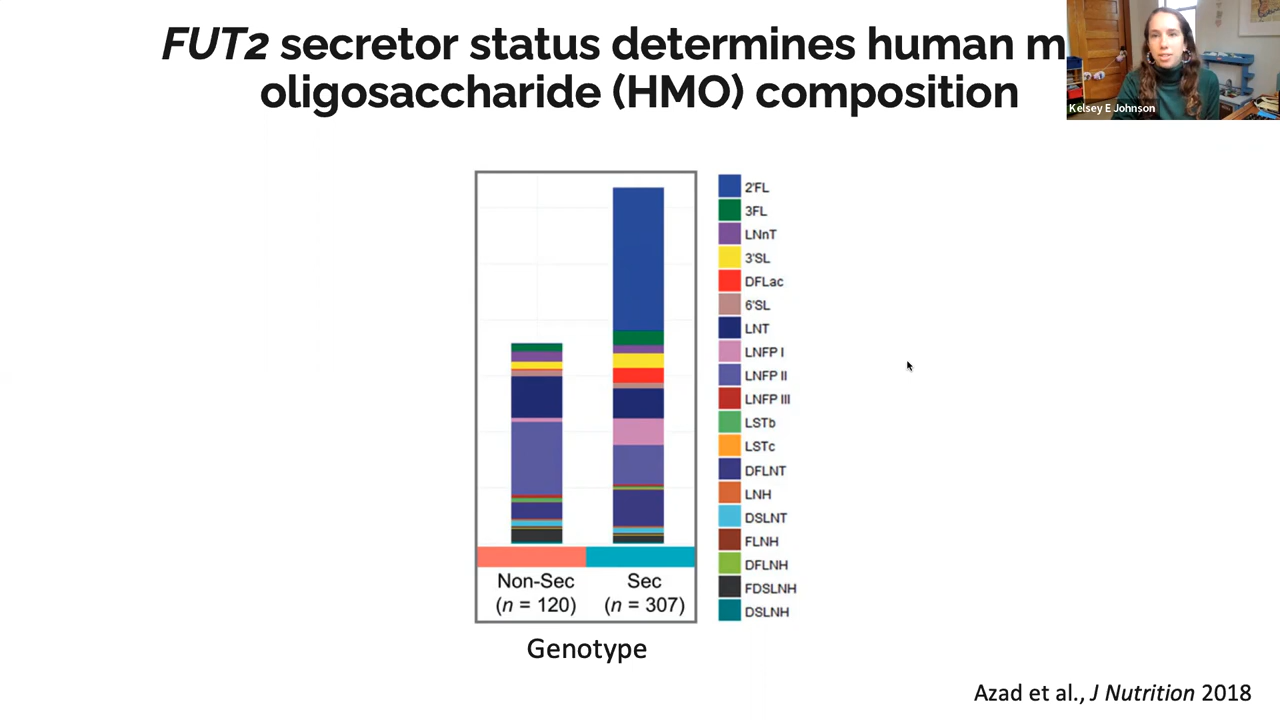 FUT2 secretor status determines human m
oligosaccharide (HMO) composition
Kelsey E Johnson
2'FL
3FL
LNnT
3'SL
DFLac
6'SL
LNT
LNFP I
LNFP II
LNFP III
LSTb
LSTc
DFLNT
LNH
DSLNT
FLNH
DFLNH
FDSLNH
DSLNH
Non-Sec
(n = 120)
Sec
(n = 307)
Genotype
Azad et al., J Nutrition 2018